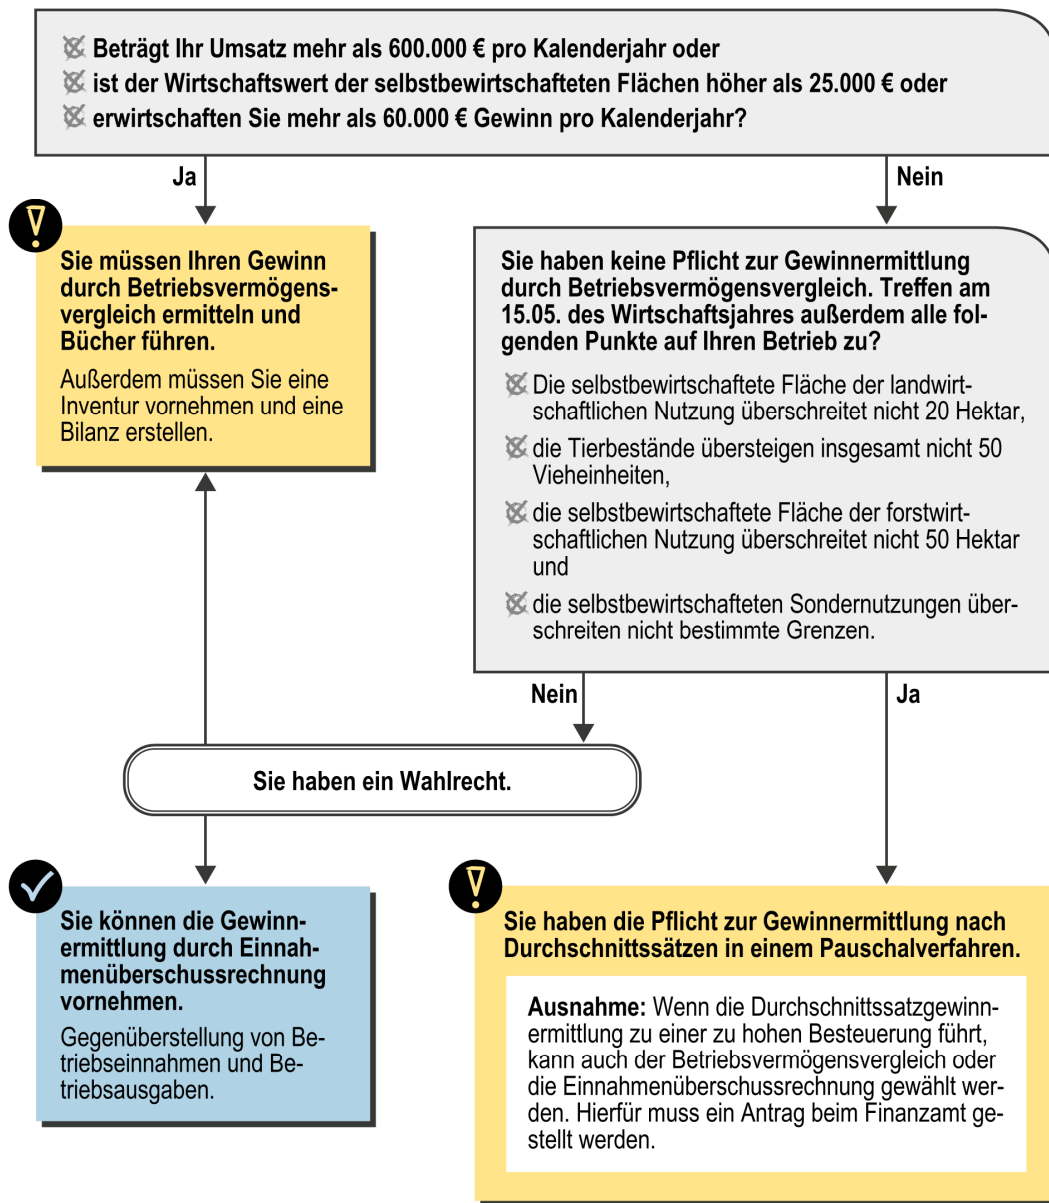 Beträgt Ihr Umsatz mehr als 600.000 € pro Kalenderjahr oder
ist der Wirtschaftswert der selbstbewirtschafteten Flächen höher als 25.000 € oder
erwirtschaften Sie mehr als 60.000 € Gewinn pro Kalenderjahr?
Ja
Nein
Sie müssen Ihren Gewinn
durch Betriebsvermögens-
vergleich ermitteln und
Bücher führen.
Außerdem müssen Sie eine
Inventur vornehmen und eine
Bilanz erstellen.
Sie haben keine Pflicht zur Gewinnermittlung
durch Betriebsvermögensvergleich. Treffen am
15.05. des Wirtschaftsjahres außerdem alle fol-
genden Punkte auf Ihren Betrieb zu?
Die selbstbewirtschaftete Fläche der landwirt-
schaftlichen Nutzung überschreitet nicht 20 Hektar,
die Tierbestände übersteigen insgesamt nicht 50
Vieheinheiten,
die selbstbewirtschaftete Fläche der forstwirt-
schaftlichen Nutzung überschreitet nicht 50 Hektar
und
die selbstbewirtschafteten Sondernutzungen über-
schreiten nicht bestimmte Grenzen.
Nein
Ja
Sie haben ein Wahlrecht.
Sie können die Gewinn-
ermittlung durch Einnah-
menüberschussrechnung
vornehmen.
Gegenüberstellung von Be-
triebseinnahmen und Be-
triebsausgaben.
Sie haben die Pflicht zur Gewinnermittlung nach
Durchschnittssätzen in einem Pauschalverfahren.
Ausnahme: Wenn die Durchschnittssatzgewinn-
ermittlung zu einer zu hohen Besteuerung führt,
kann auch der Betriebsvermögensvergleich oder
die Einnahmenüberschussrechnung gewählt wer-
den. Hierfür muss ein Antrag beim Finanzamt ge-
stellt werden.